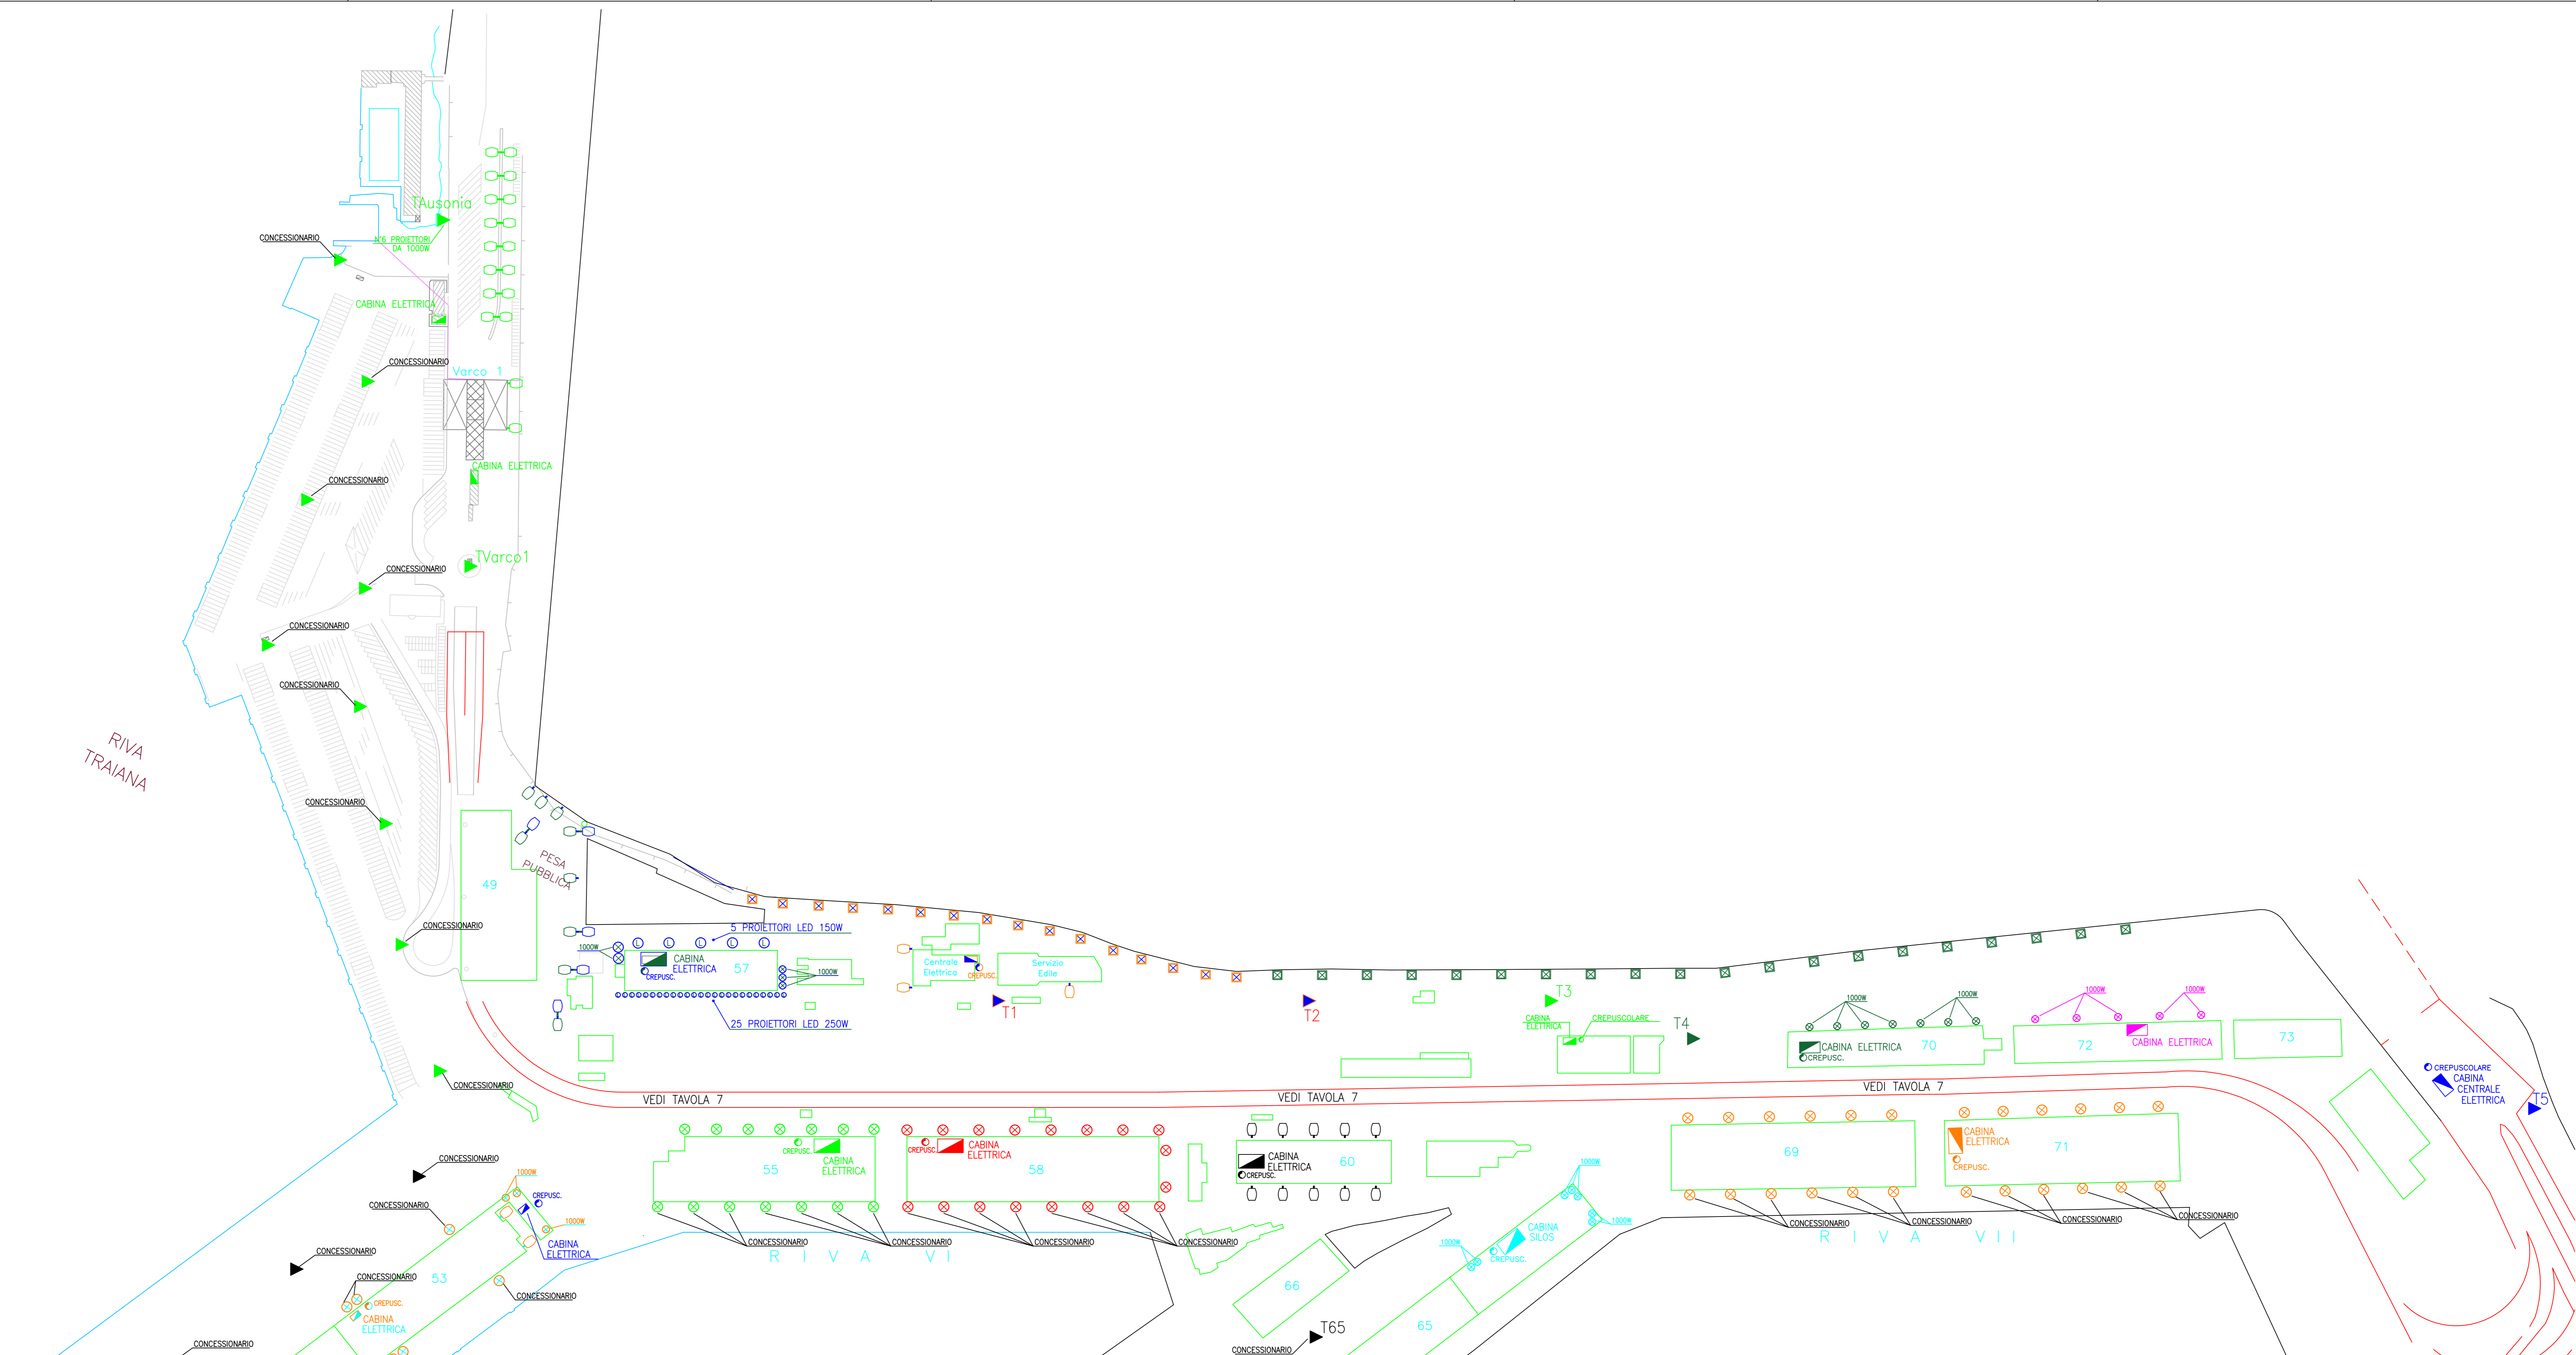 TAusonia
CONCESSIONARIO
N°6 PROIETTORI
DA 1000W
CABINA ELETTRICA
CONCESSIONARIO
Varco 1
CABINA ELETTRICA
CONCESSIONARIO
TVarco1
CONCESSIONARIO
CONCESSIONARIO
CONCESSIONARIO
RIVA
TRAIANA
CONCESSIONARIO
PESA
PUBBLICA
49
CONCESSIONARIO
5 PROIETTORI LED 150W
L
L
L
L
L
1000W
CABINA
ELETTRICA
CREPUSC.
57
1000W
25 PROIETTORI LED 250W
Centrale
Elettrica
CREPUSC.
Servizio
Edile
T1
T2
T3
CABINA
ELETTRICA
CREPUSCOLARE
T4
1000W
1000W
CABINA ELETTRICA
CREPUSC.
70
1000W
1000W
72
CABINA ELETTRICA
73
CREPUSCOLARE
CABINA
CENTRALE
ELETTRICA
T5
CONCESSIONARIO
VEDI TAVOLA 7
VEDI TAVOLA 7
VEDI TAVOLA 7
CREPUSC.
CABINA
ELETTRICA
55
CREPUSC.
CABINA
ELETTRICA
58
CABINA
ELETTRICA
CREPUSC.
60
69
CABINA
ELETTRICA
CREPUSC.
71
CONCESSIONARIO
1000W
CREPUSC.
1000W
CABINA
ELETTRICA
CONCESSIONARIO
CONCESSIONARIO
CONCESSIONARIO
53
CONCESSIONARIO
CREPUSC.
CABINA
ELETTRICA
CONCESSIONARIO
CONCESSIONARIO
CONCESSIONARIO
CONCESSIONARIO
CONCESSIONARIO
RIVA VI
1000W
1000W
1000W
CABINA
SILOS
CREPUSC.
66
65
T65
CONCESSIONARIO
CONCESSIONARIO
CONCESSIONARIO
CONCESSIONARIO
CONCESSIONARIO
RIVA VII